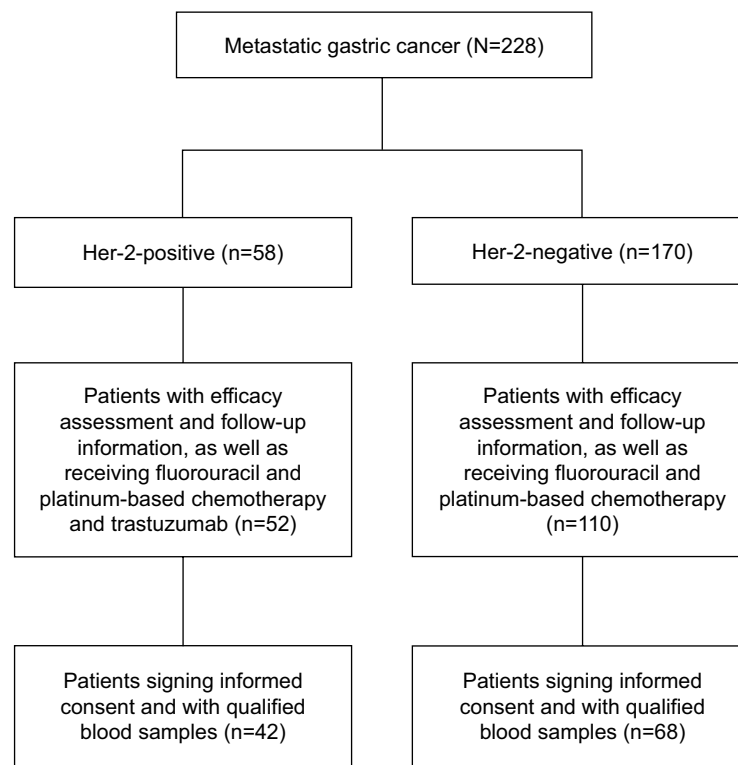 Metastatic gastric cancer (N=228)
Her-2-positive (n=58)
Her-2-negative (n=170)
Patients with efficacy
assessment and follow-up
information, as well as
receiving fluorouracil and
platinum-based chemotherapy
and trastuzumab (n=52)
Patients with efficacy
assessment and follow-up
information, as well as
receiving fluorouracil and
platinum-based chemotherapy
(n=110)
Patients signing informed
consent and with qualified
blood samples (n=42)
Patients signing informed
consent and with qualified
blood samples (n=68)